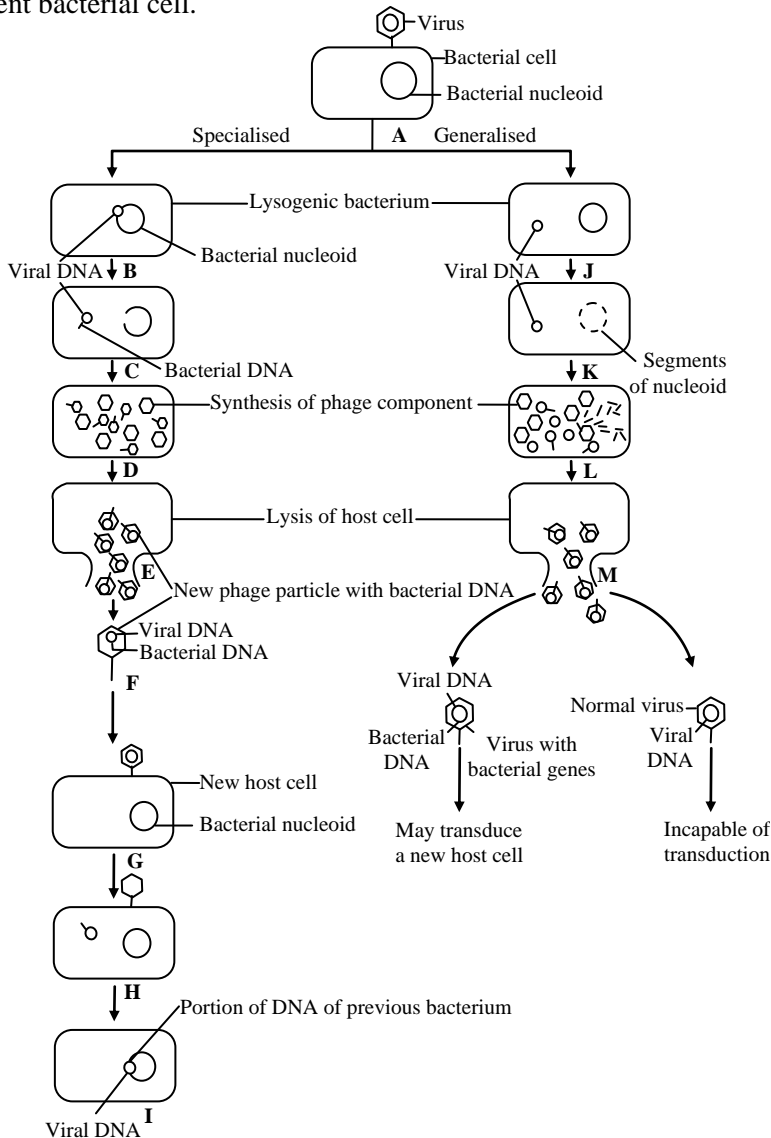 ent bacterial cell.
Virus
Bacterial cell
Bacterial nucleoid
Specialised A Generalised
Lysogenic bacterium
Bacterial nucleoid
Viral DNA B
Viral DNA J
Bacterial DNA
C
Segments
of nucleoid
K
Synthesis of phage component
D
L
Lysis of host cell
E
M
New phage particle with bacterial DNA
Viral DNA
Bacterial DNA
F
Viral DNA
Bacterial
DNA
Virus with
bacterial genes
Normal virus
Viral
DNA
New host cell
Bacterial nucleoid
May transduce
a new host cell
Incapable of
transduction
G
H
Portion of DNA of previous bacterium
I
Viral DNA